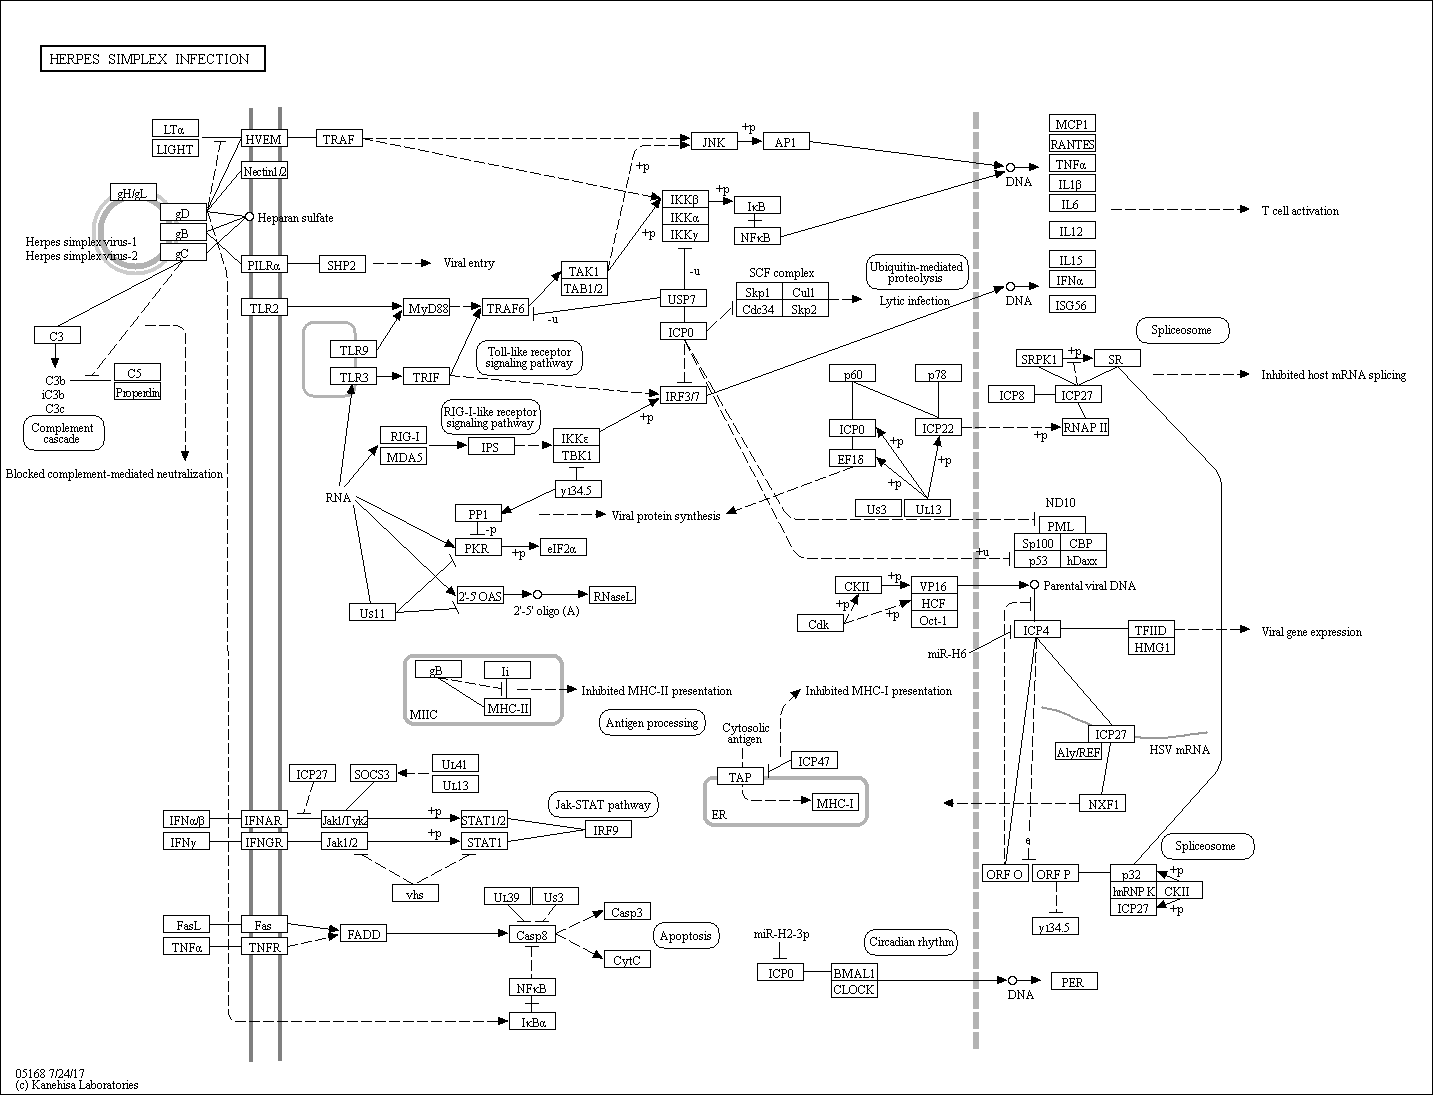 HERPES SIMPLEX INFECTION
LTα
LIGHT
HVEM
TRAF
Nectin1/2
gH/gL
gD
gB
gC
Heparan sulfate
Herpes simplex virus-1
Herpes simplex virus-2
PILRα
SHP2
Viral entry
TLR2
MyD88
TRAF6
TAK1
TAB1/2
JNK
+p
AP1
+p
IKKβ
IKKα
IKKγ
+p
+p
IκB
NFκB
-u
USP7
-u
ICP0
SCF complex
Skp1
Cul1
Cdc34
Skp2
Ubiquitin-mediated
proteolysis
Lytic infection
DNA
DNA
MCP1
RANTES
TNFα
IL1β
IL6
IL12
IL15
IFNα
ISG56
T cell activation
C3
C3b
iC3b
C3c
C5
Properdin
Complement
cascade
Blocked complement-mediated neutralization
TLR9
TLR3
TRIF
Toll-like receptor
signaling pathway
IRF3/7
+p
RIG-I-like receptor
signaling pathway
RIG-I
MDA5
IPS
IKKε
TBK1
γ134.5
RNA
PP1
-p
PKR
+p
eIF2α
Viral protein synthesis
2'-5' OAS
2'-5' oligo (A)
RNaseL
Us11
p60
p78
ICP0
ICP22
EF1δ
+p
+p
+p
Us3
UL13
Spliceosome
SRPK1
+p
SR
ICP8
ICP27
+p
RNAP II
Inhibited host mRNA splicing
ND10
PML
Sp100
CBP
p53
hDaxx
+u
CKII
+p
VP16
HCF
Oct-1
Cdk
+p
+p
Parental viral DNA
ICP4
miR-H6
TFIID
HMG1
Viral gene expression
gB
Ii
MHC-II
MIIC
Inhibited MHC-II presentation
Antigen processing
Inhibited MHC-I presentation
Cytosolic
antigen
TAP
ICP47
MHC-I
ER
ICP27
Aly/REF
HSV mRNA
NXF1
ICP27
SOCS3
UL41
UL13
IFNα/β
IFNAR
Jak1/Tyk2
+p
STAT1/2
IFNγ
IFNGR
Jak1/2
+p
STAT1
IRF9
Jak-STAT pathway
vhs
ORF O
e
ORF P
γ134.5
Spliceosome
p32
hnRNP K
ICP27
CKII
+p
+p
FasL
Fas
TNFα
TNFR
FADD
UL39
Us3
Casp8
Casp3
CytC
Apoptosis
NFκB
IκBα
miR-H2-3p
ICP0
BMAL1
CLOCK
Circadian rhythm
DNA
PER
05168 7/24/17
(c) Kanehisa Laboratories